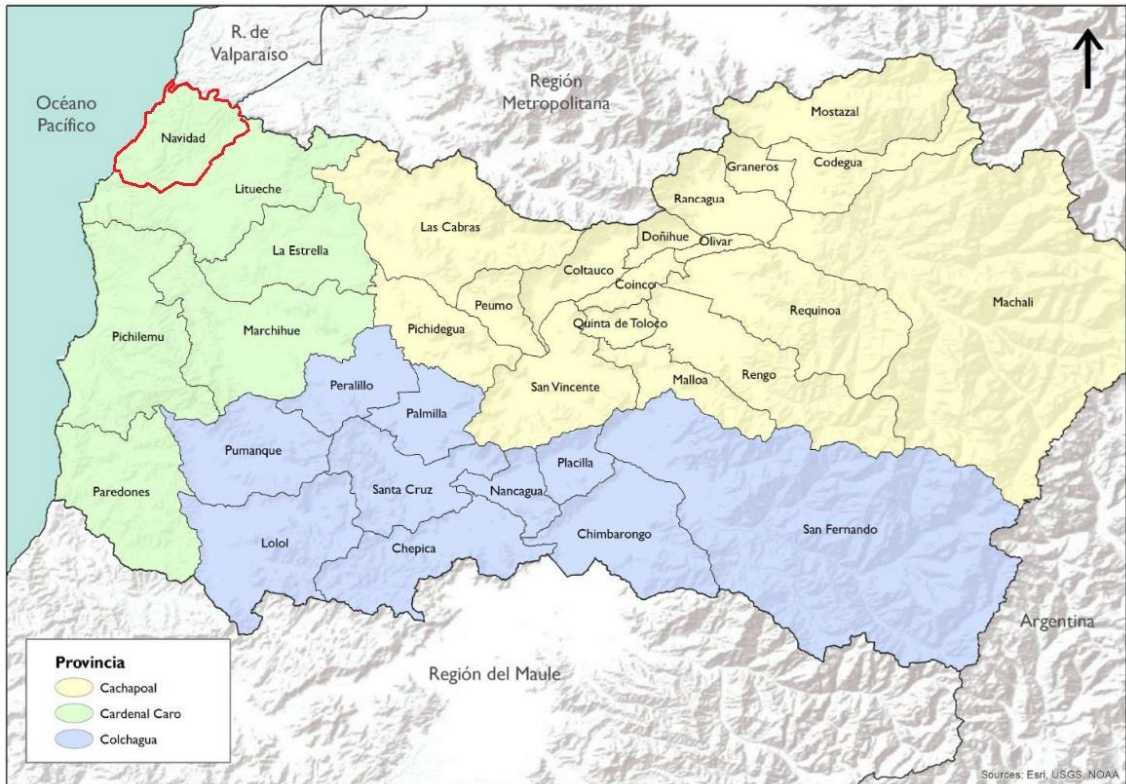 R. de
Valparaíso
Océano
Pacífico
Región
Metropolitana
Navidad
Mostazal
Graneros
Codegua
Litueche
Rancagua
Las Cabras
Doñihue
Olivar
La Estrella
Coltauco
Coinco
Machali
Peumo
Requinoa
Pichidegua
Quinta de Toloco
Pichilemu
Marchihue
Rengo
Malloa
San Vincente
Peralillo
Palmilla
Pumanque
Placilla
Paredones
Santa Cruz
Nancagua
San Fernando
Chimbarongo
Lolol
Chepica
Argentina
Región del Maule
Provincia
Cachapoal
Cardenal Caro
Colchagua
Sources: Esri, USGS, NOAA